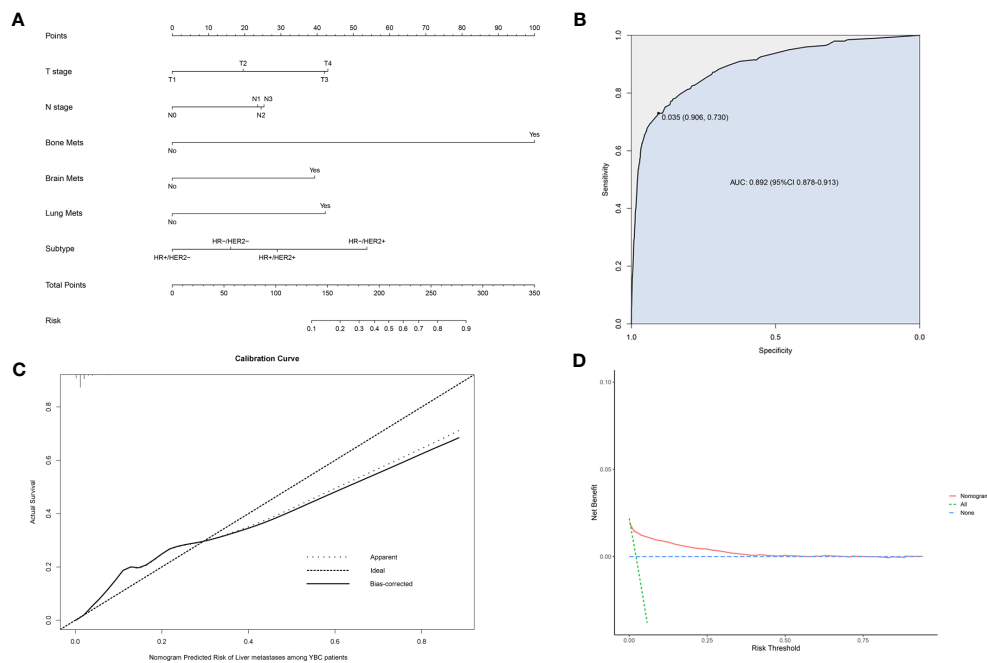 A
Points
0 10 20 30 40 50 60 70 80 90 100
T stage
T2 T4
T1 T3
N stage
N1 N3
N0 N2
Bone Mets
Yes
No
Brain Mets
Yes
No
Lung Mets
Yes
No
Subtype
HR−/HER2− HR−/HER2+
HR+/HER2− HR+/HER2+
Total Points
0 50 100 150 200 250 300 350
Risk
0.1 0.2 0.3 0.4 0.5 0.6 0.7 0.8 0.9
B
Sensitivity
1.0
0.8
0.6
0.4
0.2
0.0
0.035 (0.906, 0.730)
AUC: 0.892 (95%CI 0.878-0.913)
1.0 0.5 0.0
Specificity
C
Calibration Curve
Actual Survival
0.8
0.6
0.4
0.2
0.0
Apparent
Ideal
Bias-corrected
0.0 0.2 0.4 0.6 0.8
Nomogram Predicted Risk of Liver metastases among YBC patients
D
Net Benefit
0.10
0.05
0.00
0.00 0.25 0.50 0.75
Risk Threshold
Nomogram
All
None